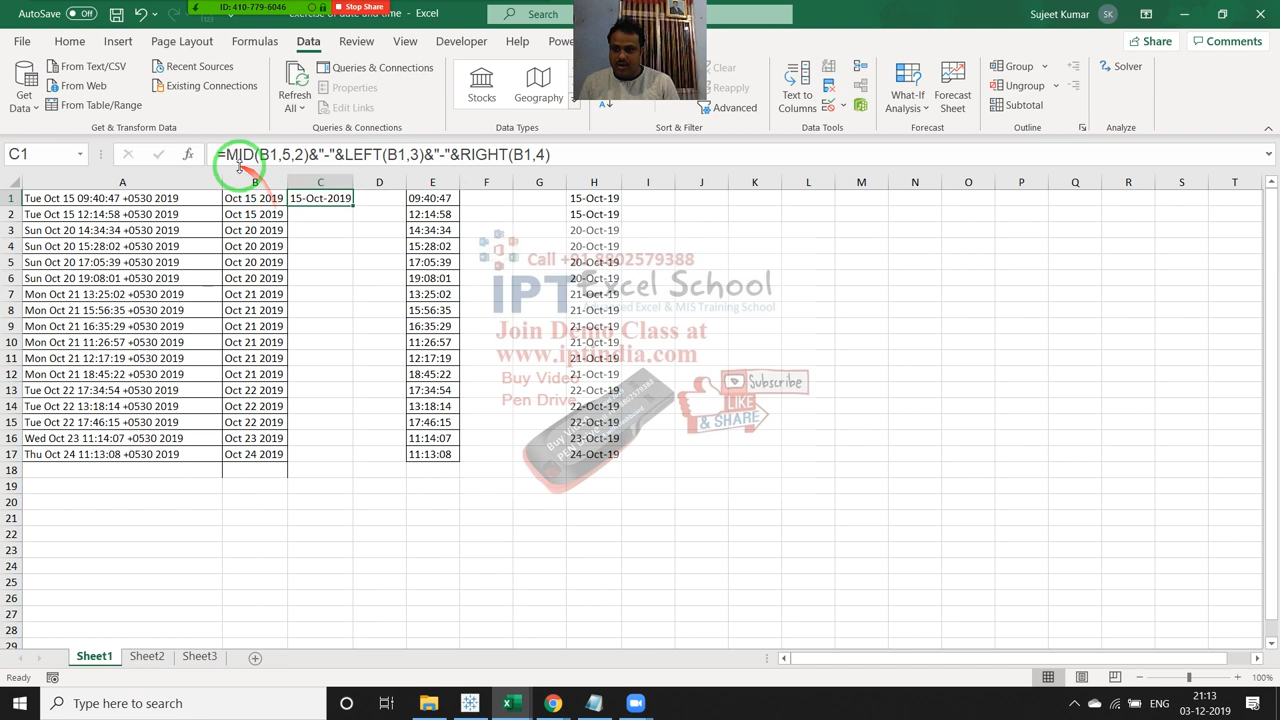 ID: 410-779-6046
Stop Share
AutoSave Off
Excel
Search
Sujeet Kumar
SK
File Home Insert Page Layout Formulas Data Review View Developer Help
Share
Comments
Get Data
From Text/CSV
From Web
From Table/Range
Recent Sources
Existing Connections
Get & Transform Data
Refresh All
Queries & Connections
Properties
Edit Links
Queries & Connections
Stocks
Geography
Data Types
Clear
Reapply
Advanced
Text to Columns
Data Tools
What-If Analysis
Forecast Sheet
Forecast
Group
Ungroup
Subtotal
Outline
Solver
Analyze
C1
fx
=MID(B1,5,2)&"-"&LEFT(B1,3)&"-"&RIGHT(B1,4)
A B C D E F G H I J K L M N O P Q R S T
1 Tue Oct 15 09:40:47 +0530 2019 Oct 15 2019 15-Oct-2019 09:40:47 15-Oct-19
2 Tue Oct 15 12:14:58 +0530 2019 Oct 15 2019 12:14:58 15-Oct-19
3 Sun Oct 20 14:34:34 +0530 2019 Oct 20 2019 14:34:34 20-Oct-19
4 Sun Oct 20 15:28:02 +0530 2019 Oct 20 2019 15:28:02 20-Oct-19
5 Sun Oct 20 17:05:39 +0530 2019 Oct 20 2019 17:05:39 20-Oct-19
6 Sun Oct 20 19:08:01 +0530 2019 Oct 20 2019 19:08:01 20-Oct-19
7 Mon Oct 21 13:25:02 +0530 2019 Oct 21 2019 13:25:02 21-Oct-19
8 Mon Oct 21 15:56:35 +0530 2019 Oct 21 2019 15:56:35 21-Oct-19
9 Mon Oct 21 16:35:29 +0530 2019 Oct 21 2019 16:35:29 21-Oct-19
10 Mon Oct 21 11:26:57 +0530 2019 Oct 21 2019 11:26:57 21-Oct-19
11 Mon Oct 21 12:17:19 +0530 2019 Oct 21 2019 12:17:19 21-Oct-19
12 Mon Oct 21 18:45:22 +0530 2019 Oct 21 2019 18:45:22 21-Oct-19
13 Tue Oct 22 17:34:54 +0530 2019 Oct 22 2019 17:34:54 22-Oct-19
14 Tue Oct 22 13:18:14 +0530 2019 Oct 22 2019 13:18:14 22-Oct-19
15 Tue Oct 22 17:46:15 +0530 2019 Oct 22 2019 17:46:15 22-Oct-19
16 Wed Oct 23 11:14:07 +0530 2019 Oct 23 2019 11:14:07 23-Oct-19
17 Thu Oct 24 11:13:08 +0530 2019 Oct 24 2019 11:13:08 24-Oct-19
18
19
20
21
22
23
24
25
26
27
28
29
Call +91 8802579388
IPT Excel School
Advanced Excel & MIS Training School
Join Demo Class at
www.iptindia.com
Buy Video
Pen Drive
Subscribe
LIKE
& SHARE
Sheet1 Sheet2 Sheet3
Ready
100%
Type here to search
ENG
21:13
03-12-2019